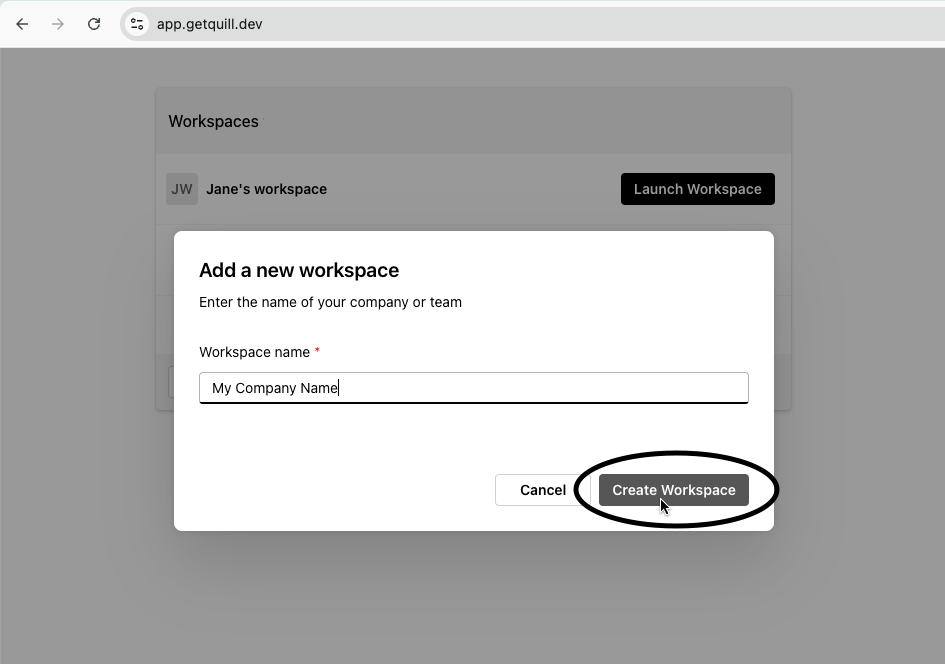 app.getquill.dev
Workspaces
JW Jane's workspace Launch Workspace
Add a new workspace
Enter the name of your company or team
Workspace name *
My Company Name
Cancel Create Workspace